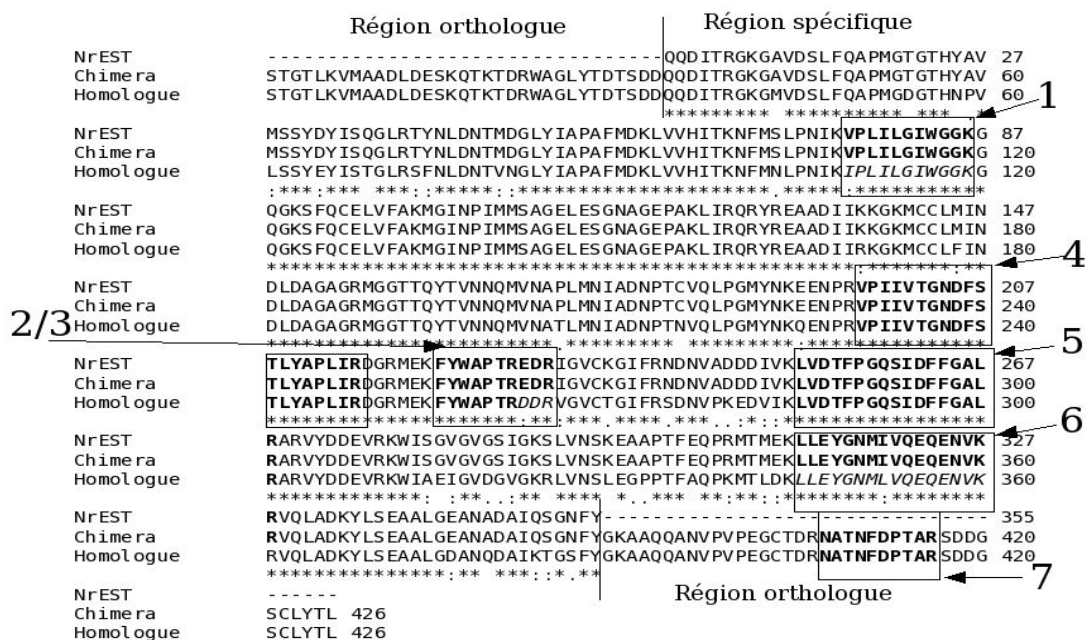 Région orthologue Région spécifique
NrEST ---------------------------------QQDITRGKGAVDSLFQAPMGTGTHYAV 27
Chimera STGTLKVMAADLDESKQTKTDRWAGLYTDTSDDQQDITRGKGAVDSLFQAPMGTGTHYAV 60
Homologue STGTLKVMAADLDESKQTKTDRWAGLYTDTSDDQQDITRGKGMVDSLFQAPMGDGTHNPV 60
********* ********** *** .* 1
NrEST MSSYDYISQGLRTYNLDNTMDGLYIAPAFMDKLVVHITKNFMSLPNIKVPLILGIWGGKG 87
Chimera MSSYDYISQGLRTYNLDNTMDGLYIAPAFMDKLVVHITKNFMSLPNIKVPLILGIWGGKG 120
Homologue LSSYEYISTGLRSFNLDNTVNGLYIAPAFMDKLVVHITKNFMNLPNIKIPLILGIWGGKG 120
:***:*** ***::*****::*********************.*****:***********
NrEST QGKSFQCELVFAKMGINPIMMSAGELESGNAGEPAKLIRQRYREAADIIKKGKMCCLMIN 147
Chimera QGKSFQCELVFAKMGINPIMMSAGELESGNAGEPAKLIRQRYREAADIIKKGKMCCLMIN 180
Homologue QGKSFQCELVFAKMGINPIMMSAGELESGNAGEPAKLIRQRYREAADIIRKGKMCCLFIN 180
*************************************************:*******:** 4
NrEST DLDAGAGRMGGTTQYTVNNQMVNAPLMNIADNPTCVQLPGMYNKEENPRVPIIVTGNDFS 207
Chimera DLDAGAGRMGGTTQYTVNNQMVNAPLMNIADNPTCVQLPGMYNKEENPRVPIIVTGNDFS 240
Homologue DLDAGAGRMGGTTQYTVNNQMVNATLMNIADNPTNVQLPGMYNKQENPRVPIIVTGNDFS 240
2/3 ************************.********* *********:*************** 5
NrEST TLYAPLIRDGRMEKFYWAPTREDRIGVCKGIFRNDNVADDDIVKLVDTFPGQSIDFFGAL 267
Chimera TLYAPLIRDGRMEKFYWAPTREDRIGVCKGIFRNDNVADDDIVKLVDTFPGQSIDFFGAL 300
Homologue TLYAPLIRDGRMEKFYWAPTRDDRVGVCTGIFRSDNVPKEDVIKLVDTFPGQSIDFFGAL 300
*********************:**:***.****.***..:*::***************** 6
NrEST RARVYDDEVRKWISGVGVGSIGKSLVNSKEAAPTFEQPRMTMEKLLEYGNMIVQEQENVK 327
Chimera RARVYDDEVRKWISGVGVGSIGKSLVNSKEAAPTFEQPRMTMEKLLEYGNMIVQEQENVK 360
Homologue RARVYDDEVRKWIAEIGVDGVGKRLVNSLEGPPTFAQPKMTLDKLLEYGNMLVQEQENVK 360
*************: :**..:** **** *..*** **:**::********:********
NrEST RVQLADKYLSEAALGEANADAIQSGNFY-------------------------------- 355
Chimera RVQLADKYLSEAALGEANADAIQSGNFYGKAAQQANVPVPEGCTDRNATNFDPTARSDDG 420
Homologue RVQLADKYLSEAALGDANQDAIKTGSFYGKAAQQANVPVPEGCTDRNATNFDPTARSDDG 420
***************:** ***::*.** 7
NrEST ------ Région orthologue
Chimera SCLYTL 426
Homologue SCLYTL 426